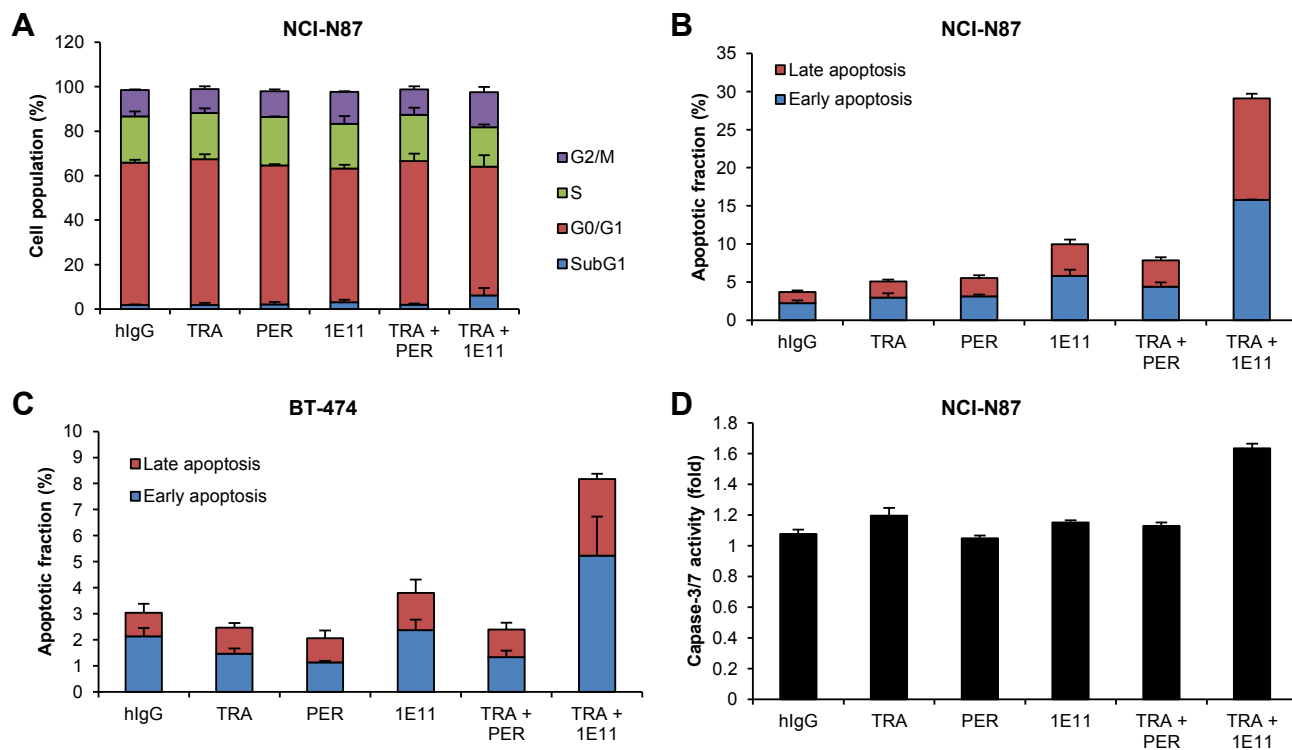 A
NCI-N87
Cell population (%)
120
100
80
60
40
20
0
hIgG
TRA
PER
1E11
TRA +
PER
TRA +
1E11
G2/M
S
G0/G1
SubG1
B
NCI-N87
Apoptotic fraction (%)
35
30
25
20
15
10
5
0
Late apoptosis
Early apoptosis
hIgG
TRA
PER
1E11
TRA +
PER
TRA +
1E11
C
BT-474
Apoptotic fraction (%)
10
9
8
7
6
5
4
3
2
1
0
Late apoptosis
Early apoptosis
hIgG
TRA
PER
1E11
TRA +
PER
TRA +
1E11
D
NCI-N87
Capase-3/7 activity (fold)
1.8
1.6
1.4
1.2
1
0.8
0.6
0.4
0.2
0
hIgG
TRA
PER
1E11
TRA +
PER
TRA +
1E11